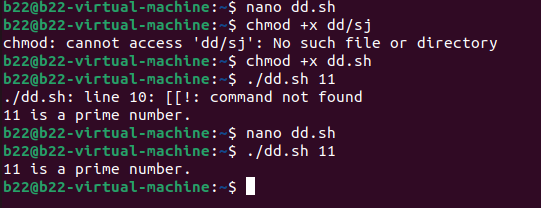 b22@b22-virtual-machine:~$ nano dd.sh
b22@b22-virtual-machine:~$ chmod +x dd/sj
chmod: cannot access 'dd/sj': No such file or directory
b22@b22-virtual-machine:~$ chmod +x dd.sh
b22@b22-virtual-machine:~$ ./dd.sh 11
./dd.sh: line 10: [[!: command not found
11 is a prime number.
b22@b22-virtual-machine:~$ nano dd.sh
b22@b22-virtual-machine:~$ ./dd.sh 11
11 is a prime number.
b22@b22-virtual-machine:~$